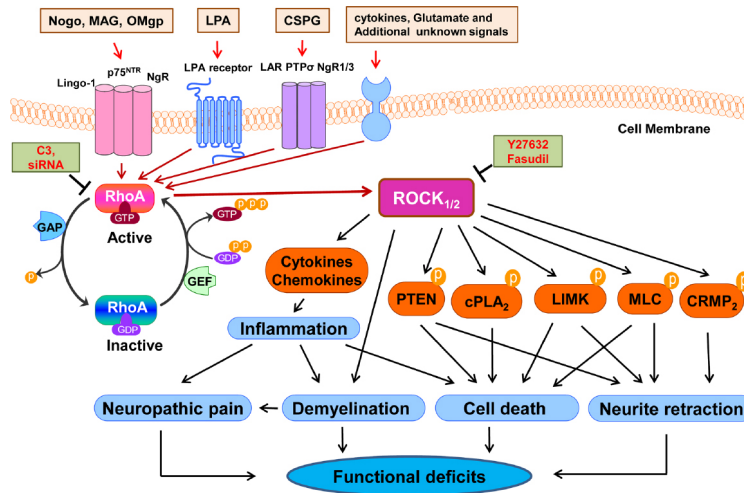 Nogo, MAG, OMgp
LPA
CSPG
cytokines, Glutamate and
Additional unknown signals
p75NTR
Lingo-1
NgR
LPA receptor
LAR PTPσ NgR1/3
Cell Membrane
C3,
siRNA
Y27632
Fasudil
RhoA
GTP
Active
ROCK1/2
GAP
GTP
P P P
P P
GDP
GEF
P
RhoA
GDP
Inactive
Cytokines
Chemokines
P
PTEN
P
cPLA2
P
LIMK
P
MLC
P
CRMP2
Inflammation
Neuropathic pain
Demyelination
Cell death
Neurite retraction
Functional deficits